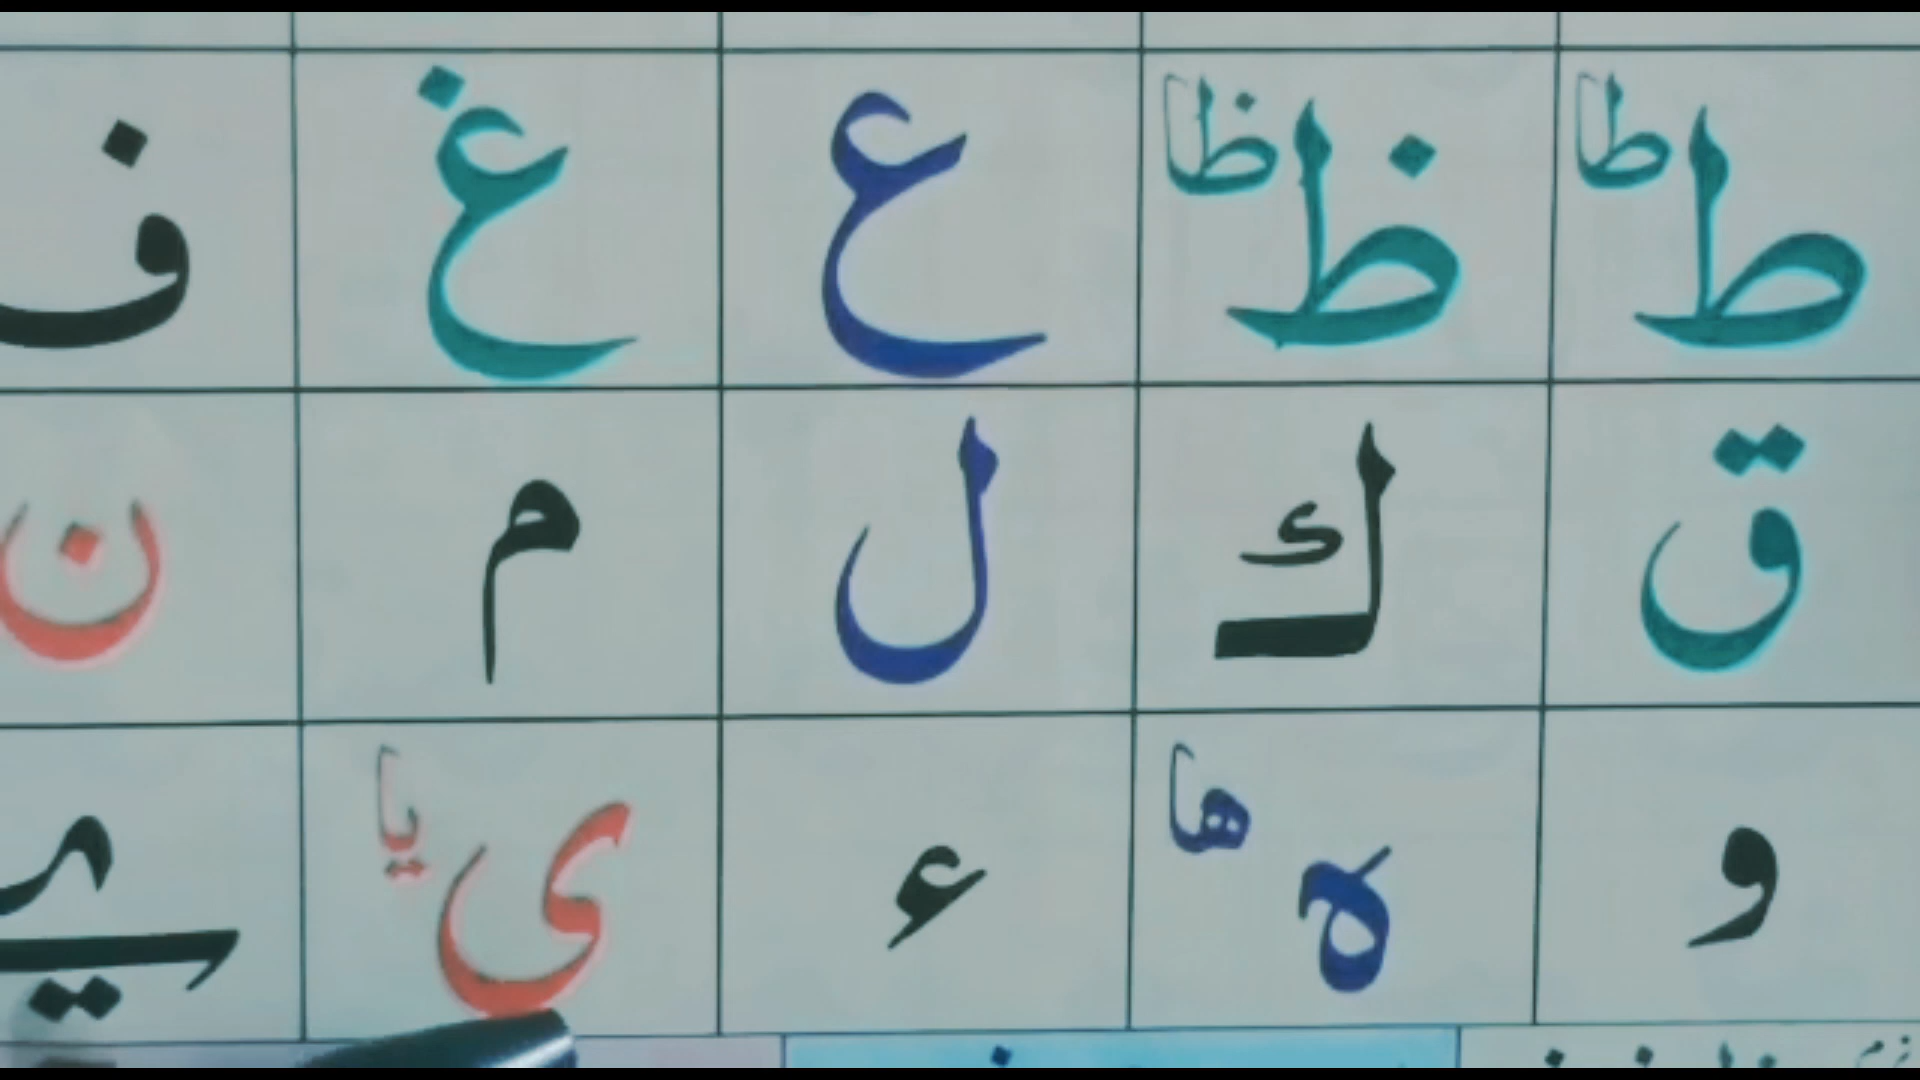 ط طا ظ ظا ع غ ف
ق ك ل م ن
و ه ها ء ى يا